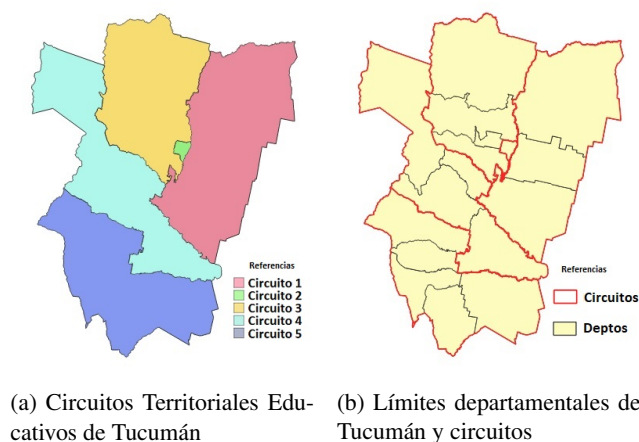 Referencias
Circuito 1
Circuito 2
Circuito 3
Circuito 4
Circuito 5
Referencias
Circuitos
Deptos
(a) Circuitos Territoriales Edu-
cativos de Tucumán
(b) Límites departamentales de
Tucumán y circuitos